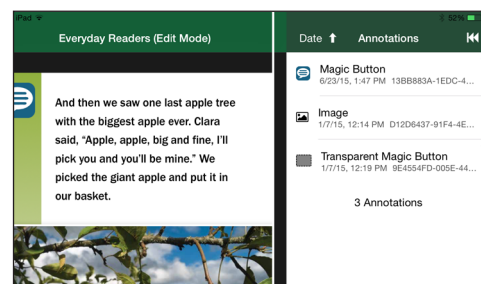 iPad
52%
Everyday Readers (Edit Mode)
Date ↑ Annotations
And then we saw one last apple tree
with the biggest apple ever. Clara
said, “Apple, apple, big and fine, I’ll
pick you and you’ll be mine.” We
picked the giant apple and put it in
our basket.
Magic Button
6/23/15, 1:47 PM 13BB883A-1EDC-4...
Image
1/7/15, 12:14 PM D12D6437-91F4-4E...
Transparent Magic Button
1/7/15, 12:19 PM 9E4554FD-005E-44...
3 Annotations